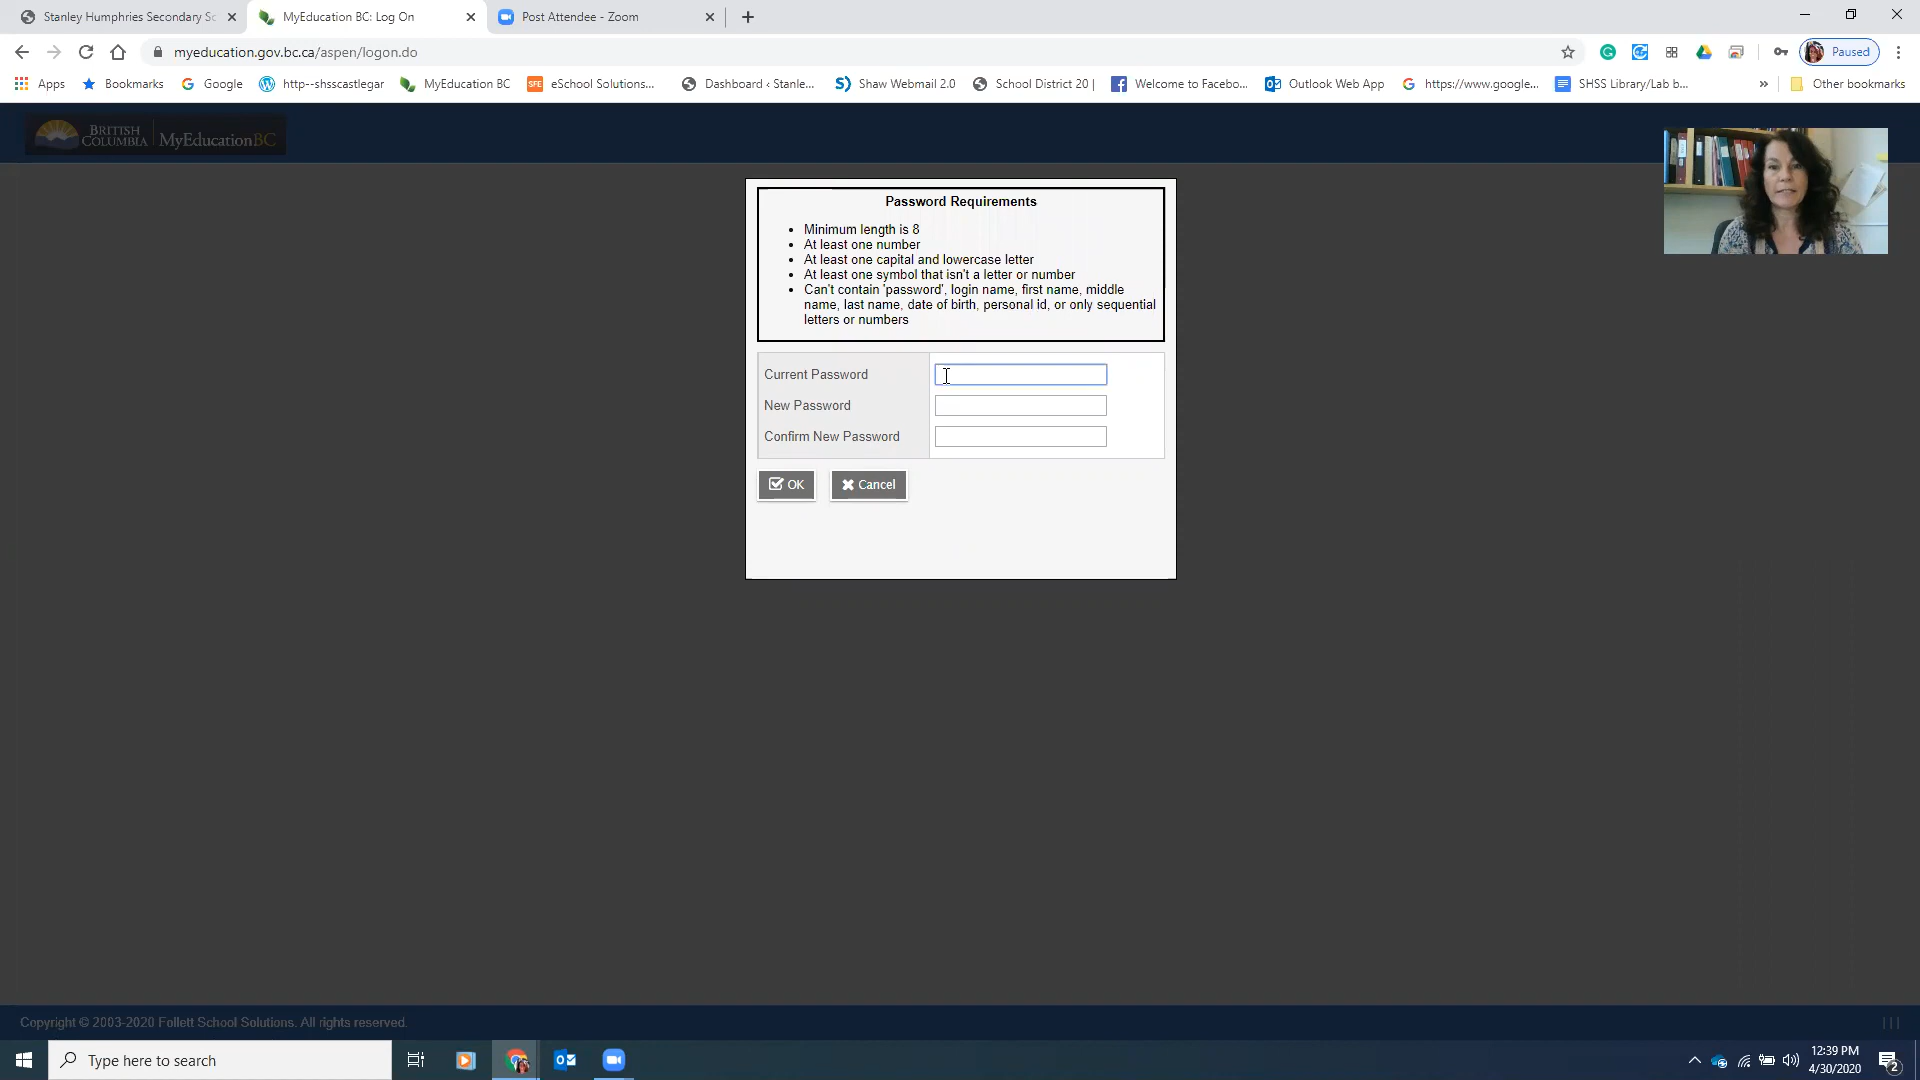 Stanley Humphries Secondary Sc
MyEducation BC: Log On
Post Attendee - Zoom
myeducation.gov.bc.ca/aspen/logon.do
Paused
Apps
Bookmarks
Google
http--shsscastlegar
MyEducation BC
SFE
eSchool Solutions...
Dashboard ‹ Stanle...
Shaw Webmail 2.0
School District 20 |
Welcome to Facebo...
Outlook Web App
https://www.google...
SHSS Library/Lab b...
»
Other bookmarks
BRITISH
COLUMBIA
MyEducationBC
Password Requirements
• Minimum length is 8
• At least one number
• At least one capital and lowercase letter
• At least one symbol that isn't a letter or number
• Can't contain 'password', login name, first name, middle
name, last name, date of birth, personal id, or only sequential
letters or numbers
Current Password
New Password
Confirm New Password
OK
Cancel
Copyright © 2003-2020 Follett School Solutions. All rights reserved.
Type here to search
12:39 PM
4/30/2020
2